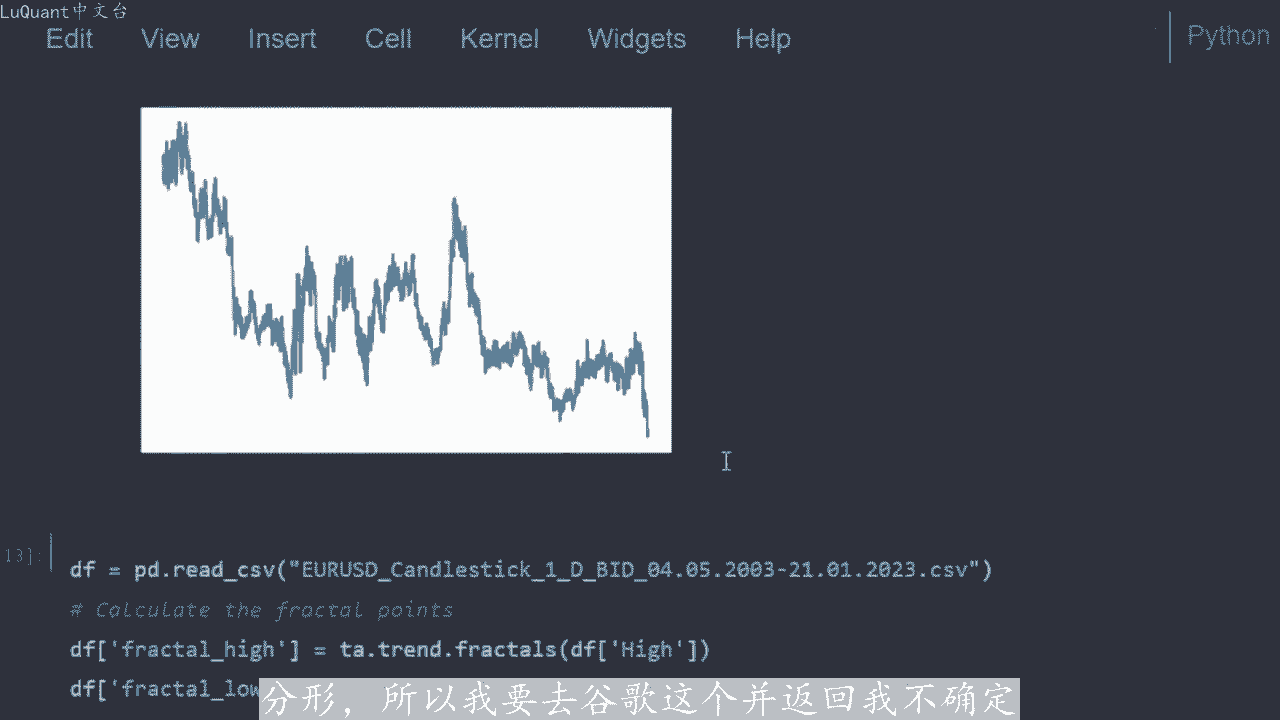 LuQuant中文台
Edit View Insert Cell Kernel Widgets Help Python
13]:
df = pd.read_csv("EURUSD_Candlestick_1_D_BID_04.05.2003-21.01.2023.csv")
# Calculate the fractal points
df['fractal_high'] = ta.trend.fractals(df['High'])
df['fractal_low
分形，所以我要去谷歌这个并返回我不确定